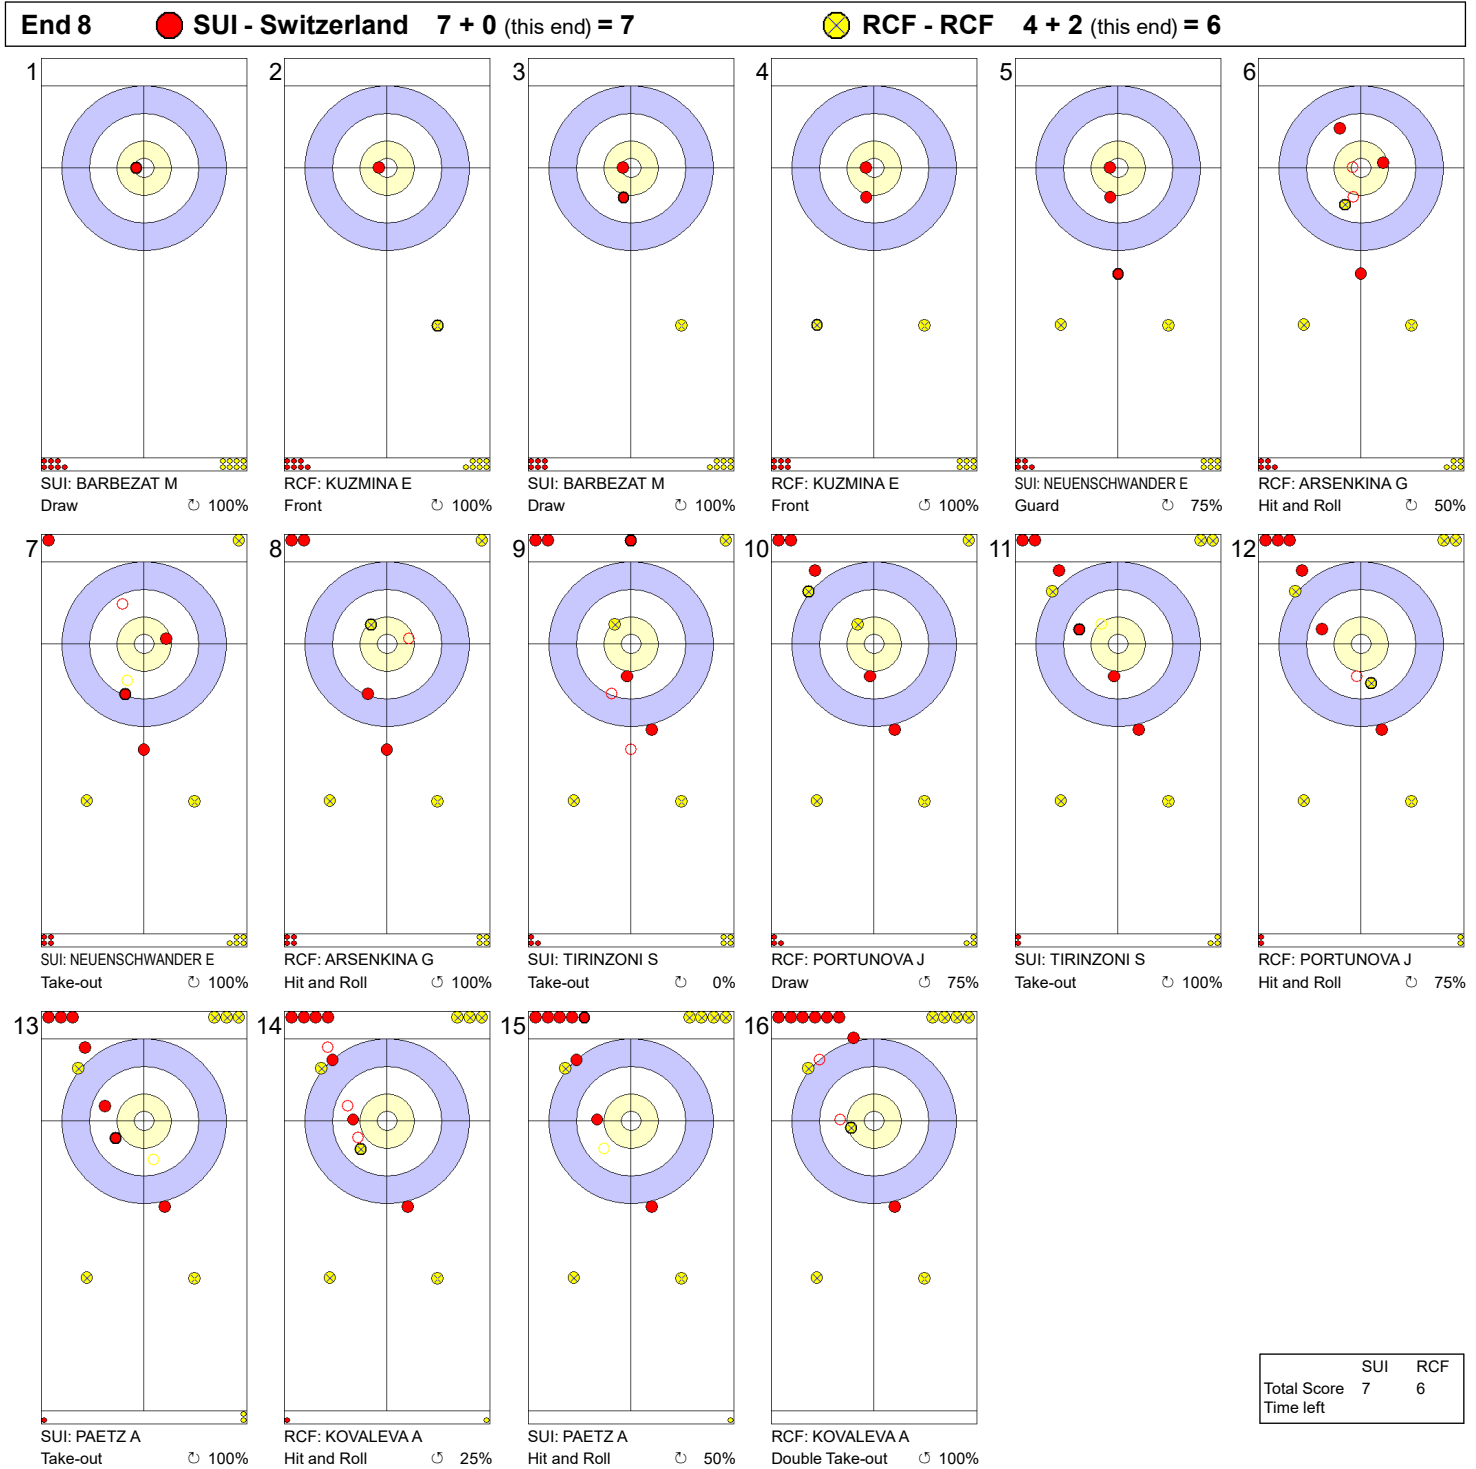 End 8 SUI - Switzerland 7 + 0 (this end) = 7 RCF - RCF 4 + 2 (this end) = 6
1 2 3 4 5 6
SUI: BARBEZAT M RCF: KUZMINA E SUI: BARBEZAT M RCF: KUZMINA E SUI: NEUENSCHWANDER E RCF: ARSENKINA G
Draw ↻ 100% Front ↻ 100% Draw ↻ 100% Front ↺ 100% Guard ↻ 75% Hit and Roll ↻ 50%
7 8 9 10 11 12
SUI: NEUENSCHWANDER E RCF: ARSENKINA G SUI: TIRINZONI S RCF: PORTUNOVA J SUI: TIRINZONI S RCF: PORTUNOVA J
Take-out ↻ 100% Hit and Roll ↻ 100% Take-out ↻ 0% Draw ↺ 75% Take-out ↻ 100% Hit and Roll ↻ 75%
13 14 15 16
SUI: PAETZ A RCF: KOVALEVA A SUI: PAETZ A RCF: KOVALEVA A
Take-out ↻ 100% Hit and Roll ↺ 25% Hit and Roll ↻ 50% Double Take-out ↺ 100%
SUI RCF
Total Score 7 6
Time left